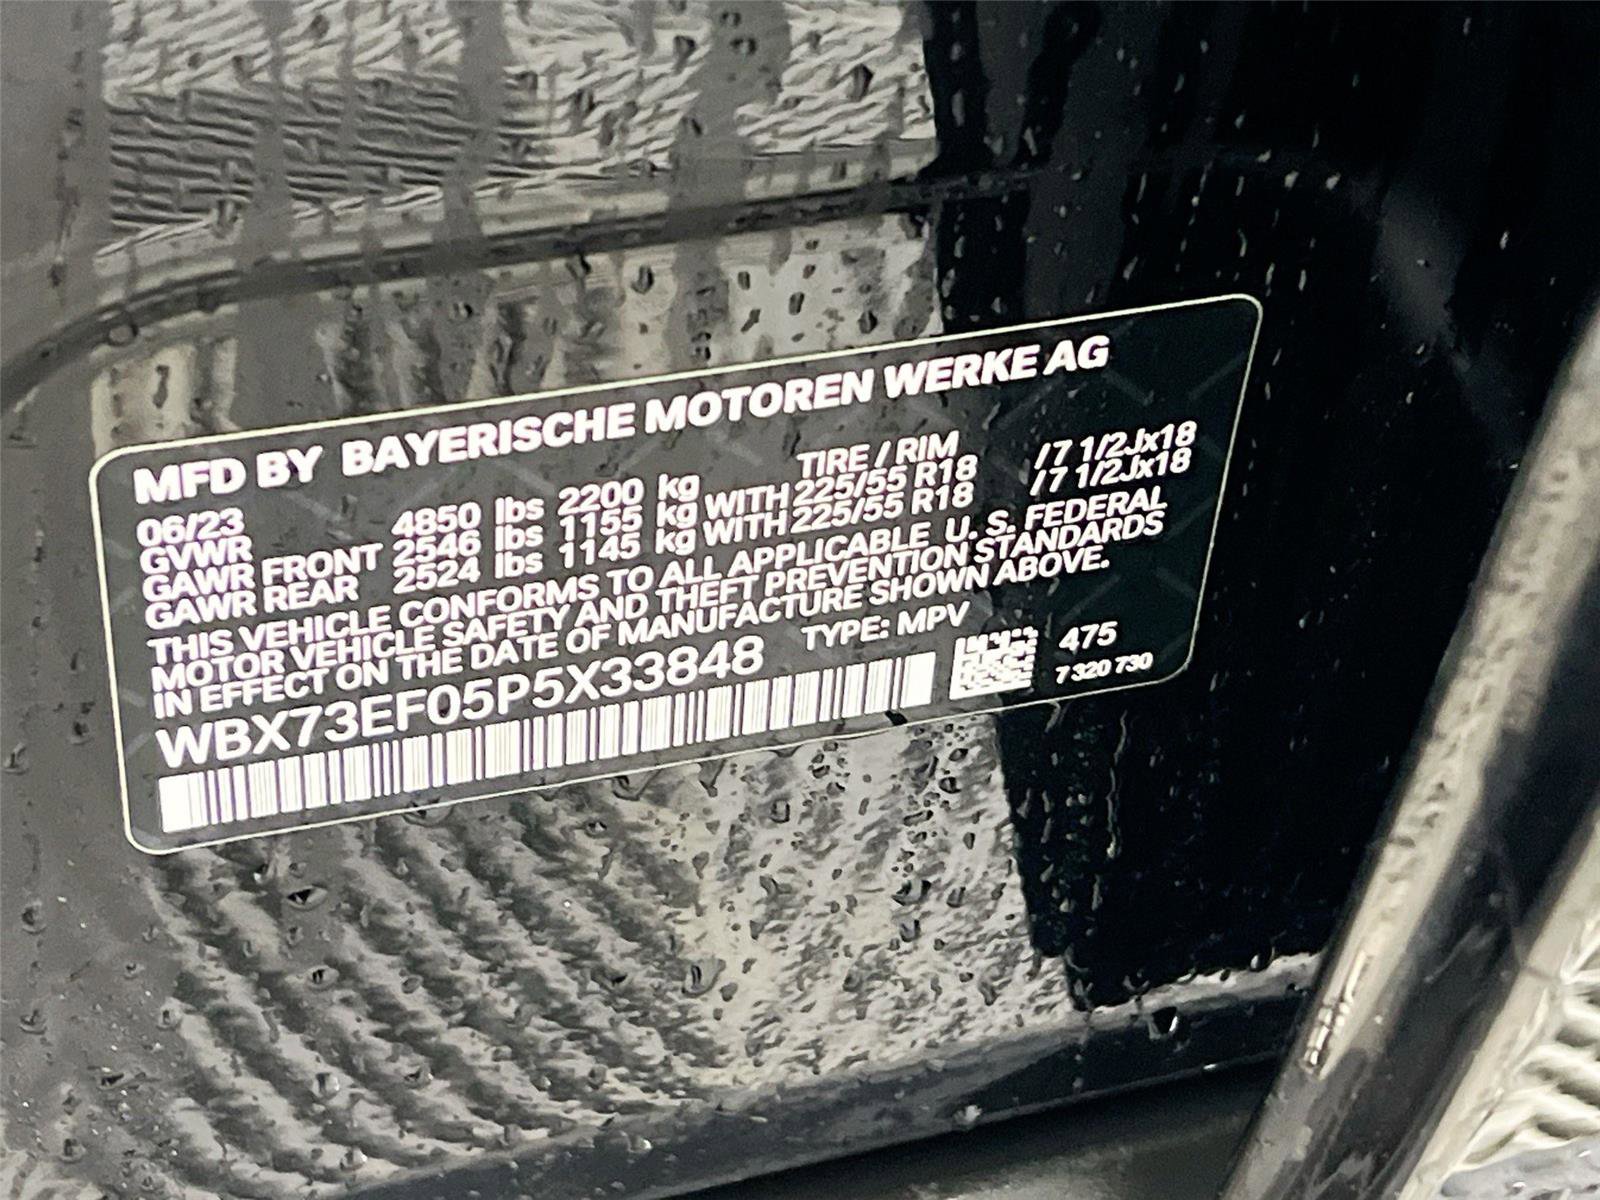 MFD BY BAYERISCHE MOTOREN WERKE AG
06/23 TIRE / RIM
GVWR 4850 lbs 2200 kg
GAWR FRONT 2546 lbs 1155 kg WITH 225/55 R18 /7 1/2Jx18
GAWR REAR 2524 lbs 1145 kg WITH 225/55 R18 /7 1/2Jx18
THIS VEHICLE CONFORMS TO ALL APPLICABLE U. S. FEDERAL
MOTOR VEHICLE SAFETY AND THEFT PREVENTION STANDARDS
IN EFFECT ON THE DATE OF MANUFACTURE SHOWN ABOVE.
WBX73EF05P5X33848 TYPE: MPV
475
7 320 730